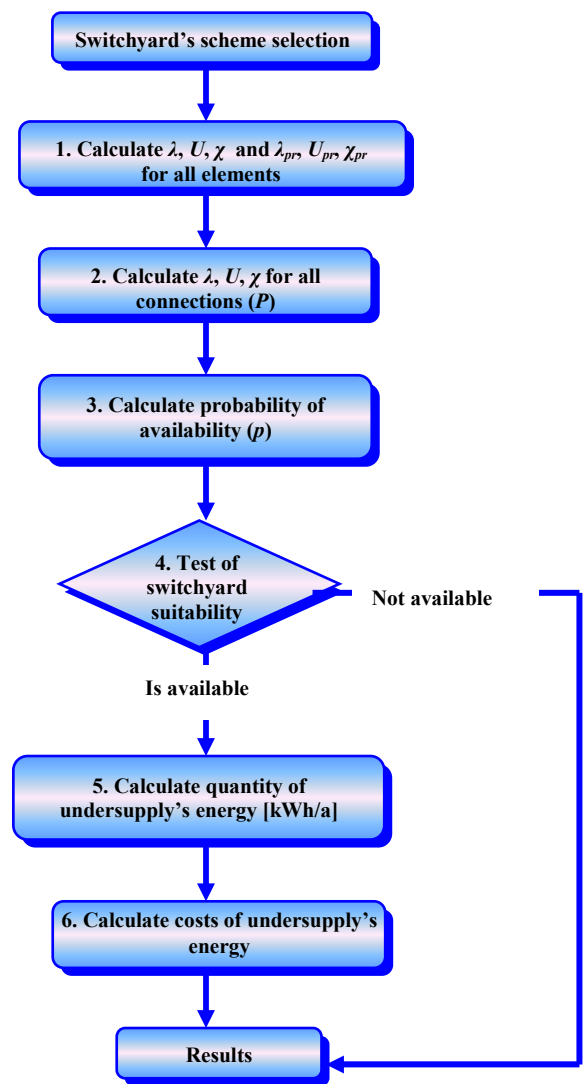 Switchyard's scheme selection
1. Calculate λ, U, χ and λpr, Upr, χpr
for all elements
2. Calculate λ, U, χ for all
connections (P)
3. Calculate probability of
availability (p)
4. Test of
switchyard
suitability
Not available
Is available
5. Calculate quantity of
undersupply's energy [kWh/a]
6. Calculate costs of undersupply's
energy
Results